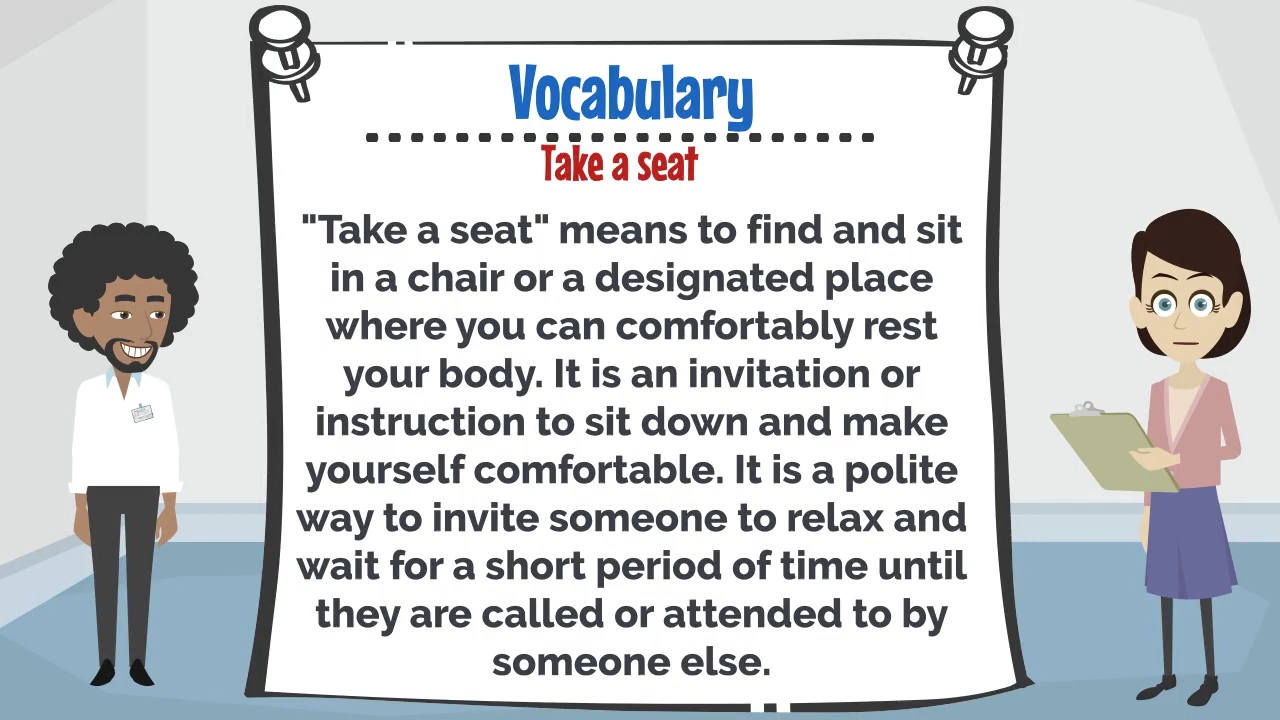 Vocabulary
Take a seat
"Take a seat" means to find and sit
in a chair or a designated place
where you can comfortably rest
your body. It is an invitation or
instruction to sit down and make
yourself comfortable. It is a polite
way to invite someone to relax and
wait for a short period of time until
they are called or attended to by
someone else.